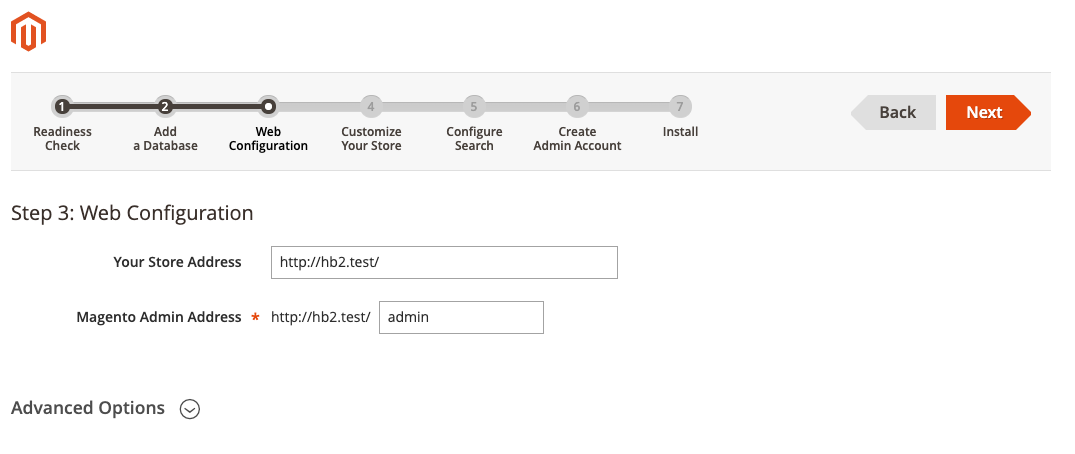 1 2 4 5 6 7
Back Next
Readiness Add Web Customize Configure Create Install
Check a Database Configuration Your Store Search Admin Account
Step 3: Web Configuration
Your Store Address http://hb2.test/
Magento Admin Address * http://hb2.test/ admin
Advanced Options